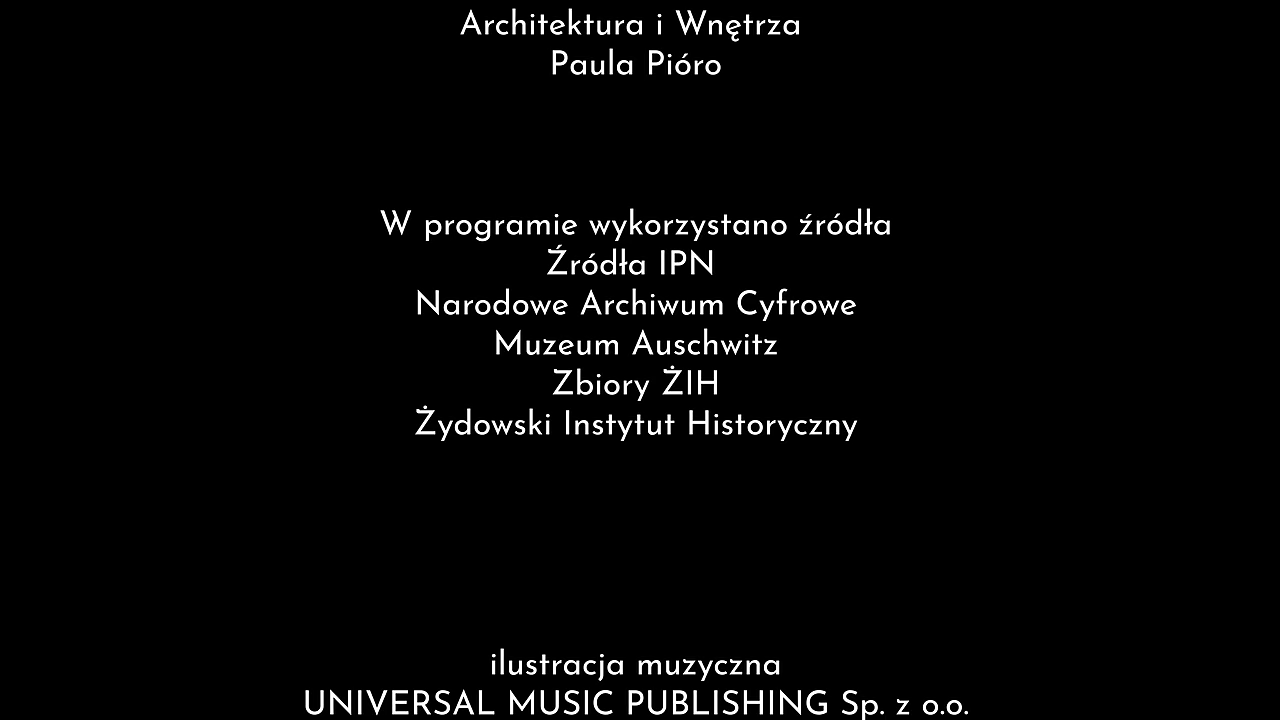 Architektura i Wnętrza
Paula Pióro
W programie wykorzystano źródła
Źródła IPN
Narodowe Archiwum Cyfrowe
Muzeum Auschwitz
Zbiory ŻIH
Żydowski Instytut Historyczny
ilustracja muzyczna
UNIVERSAL MUSIC PUBLISHING Sp. z o.o.